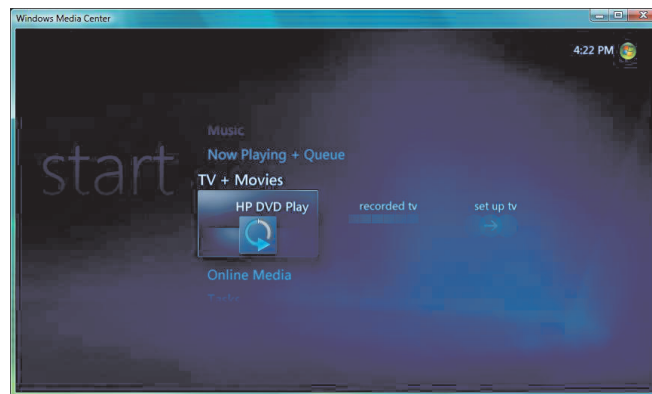 Windows Media Center
4:22 PM
start
Music
Now Playing + Queue
TV + Movies
HP DVD Play
recorded tv
set up tv
Online Media
Tasks